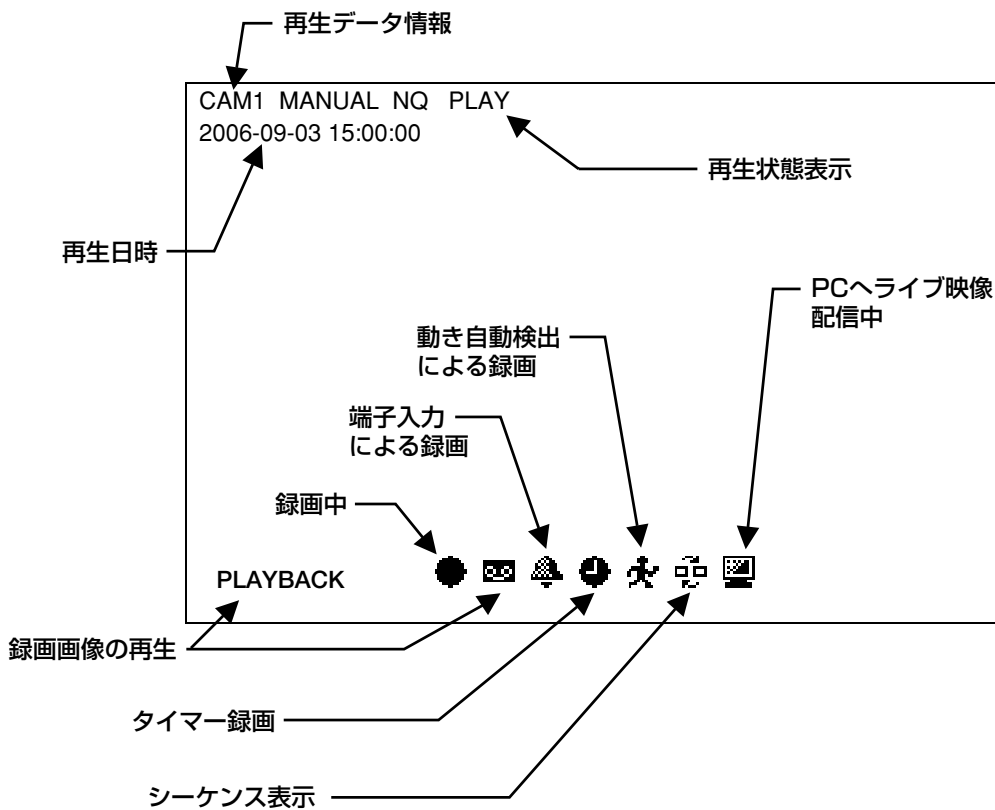 再生データ情報
CAM1 MANUAL NQ PLAY
2006-09-03 15:00:00
再生状態表示
再生日時
PCへライブ映像
配信中
動き自動検出
による録画
端子入力
による録画
録画中
PLAYBACK
録画画像の再生
タイマー録画
シーケンス表示